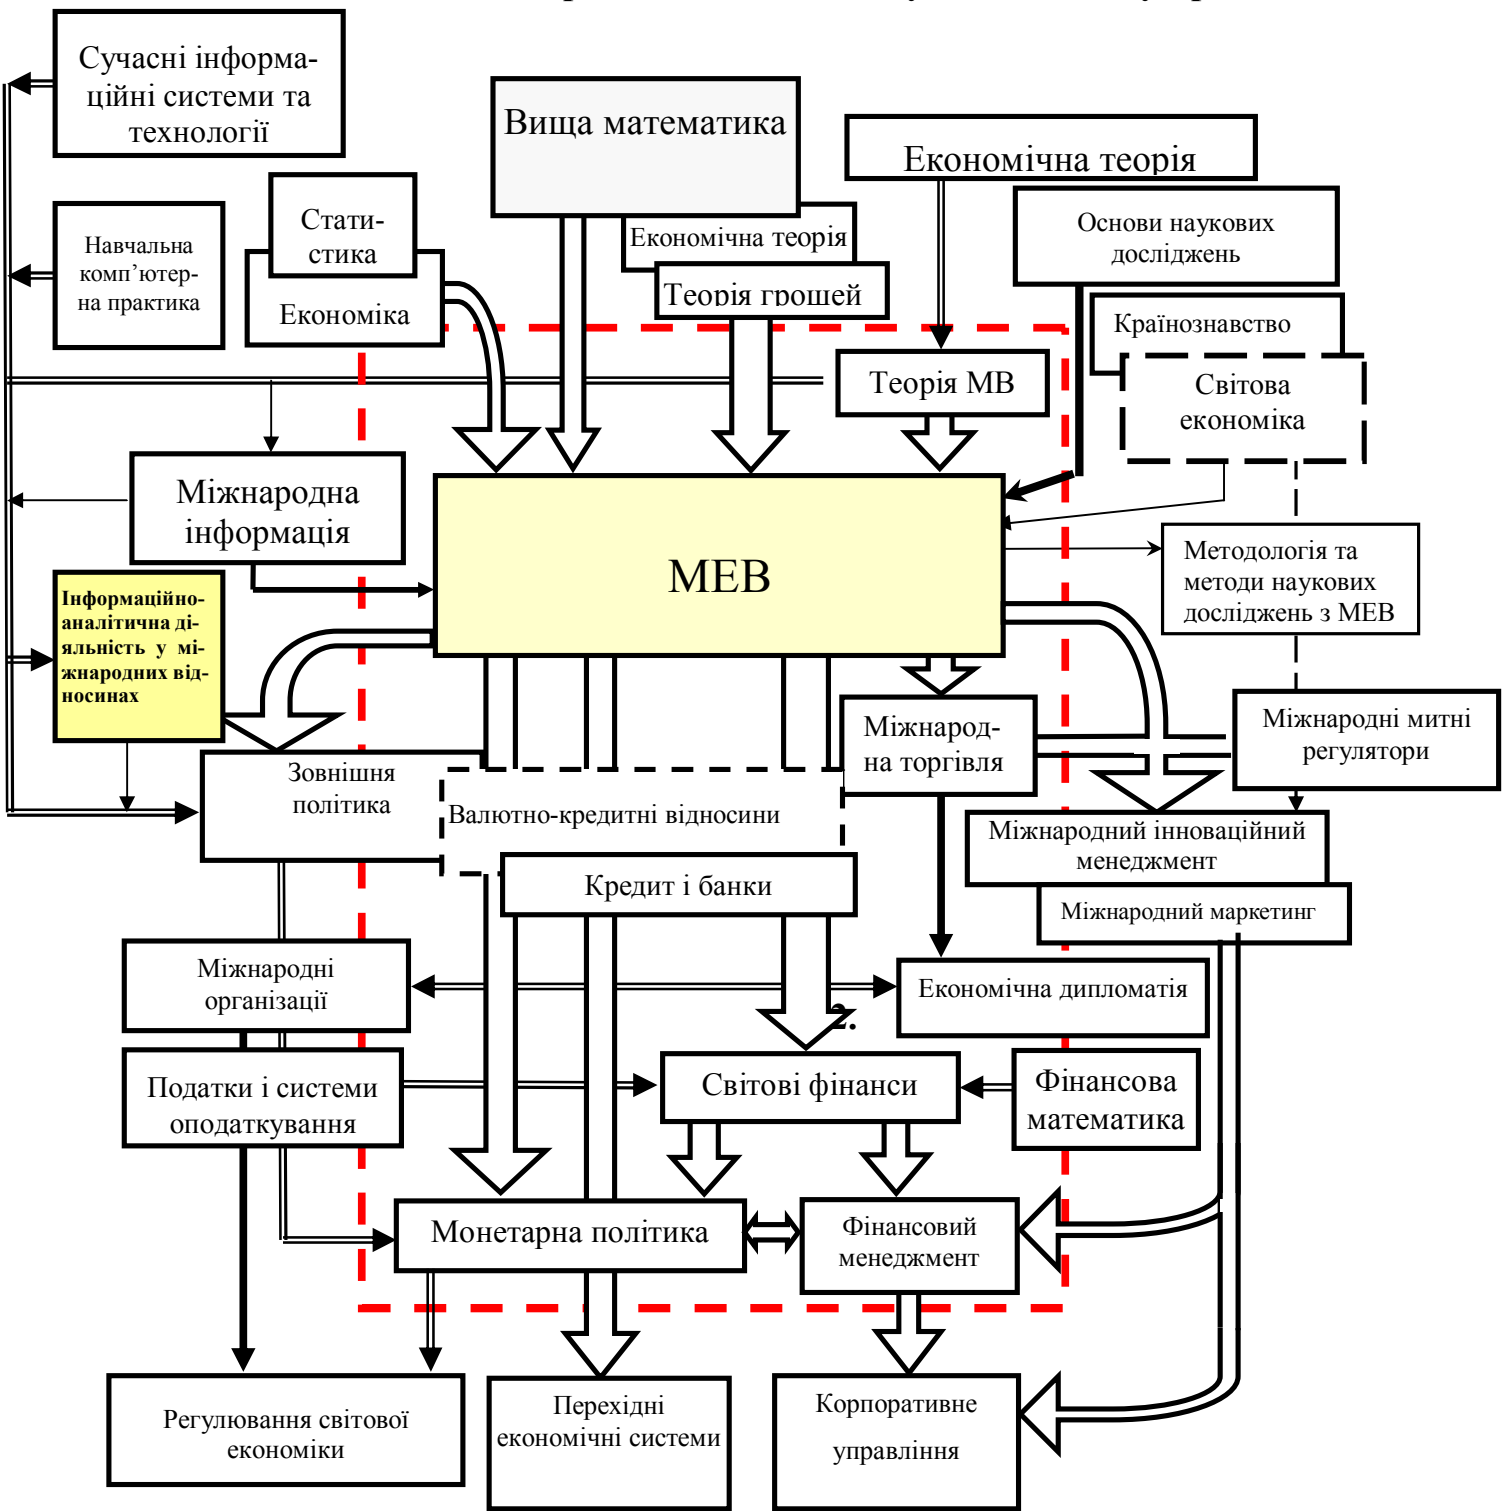 Сучасні інформа-
ційні системи та
технології
Вища математика
Економічна теорія
Навчальна
комп’ютер-
на практика
Стати-
стика
Економіка
Економічна теорія
Теорія грошей
Основи наукових
досліджень
Країнознавство
Світова
економіка
Теорія МВ
Міжнародна
інформація
МЕВ
Методологія та
методи наукових
досліджень з МЕВ
Інформаційно-
аналітична ді-
яльність у мі-
жнародних від-
носинах
Зовнішня
політика
Валютно-кредитні відносини
Кредит і банки
Міжнарод-
на торгівля
Міжнародні митні
регулятори
Міжнародний інноваційний
менеджмент
Міжнародний маркетинг
Міжнародні
організації
Економічна дипломатія
2.
Податки і системи
оподаткування
Світові фінанси
Фінансова
математика
Монетарна політика
Фінансовий
менеджмент
Регулювання світової
економіки
Перехідні
економічні системи
Корпоративне
управління